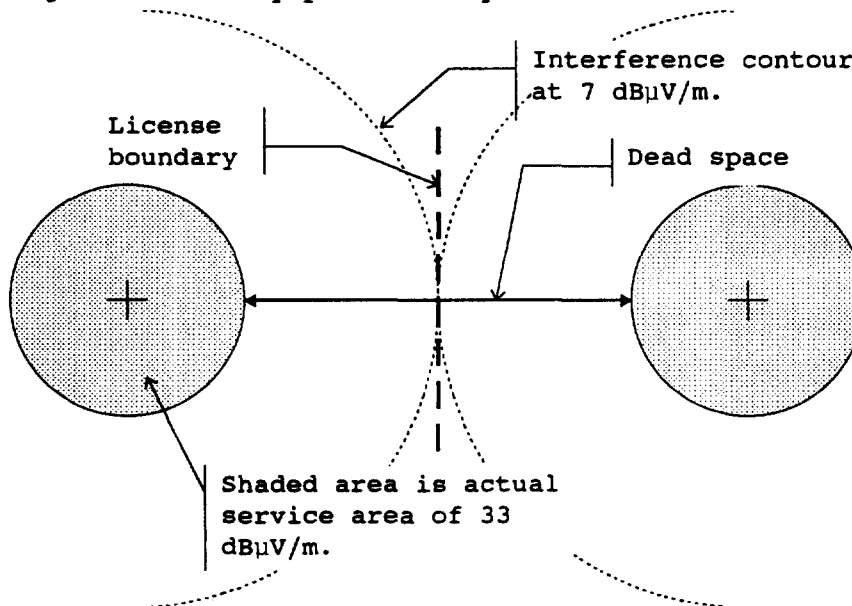 Interference contour
at 7 dBµV/m.
License
boundary
Dead space
Shaded area is actual
service area of 33
dBµV/m.